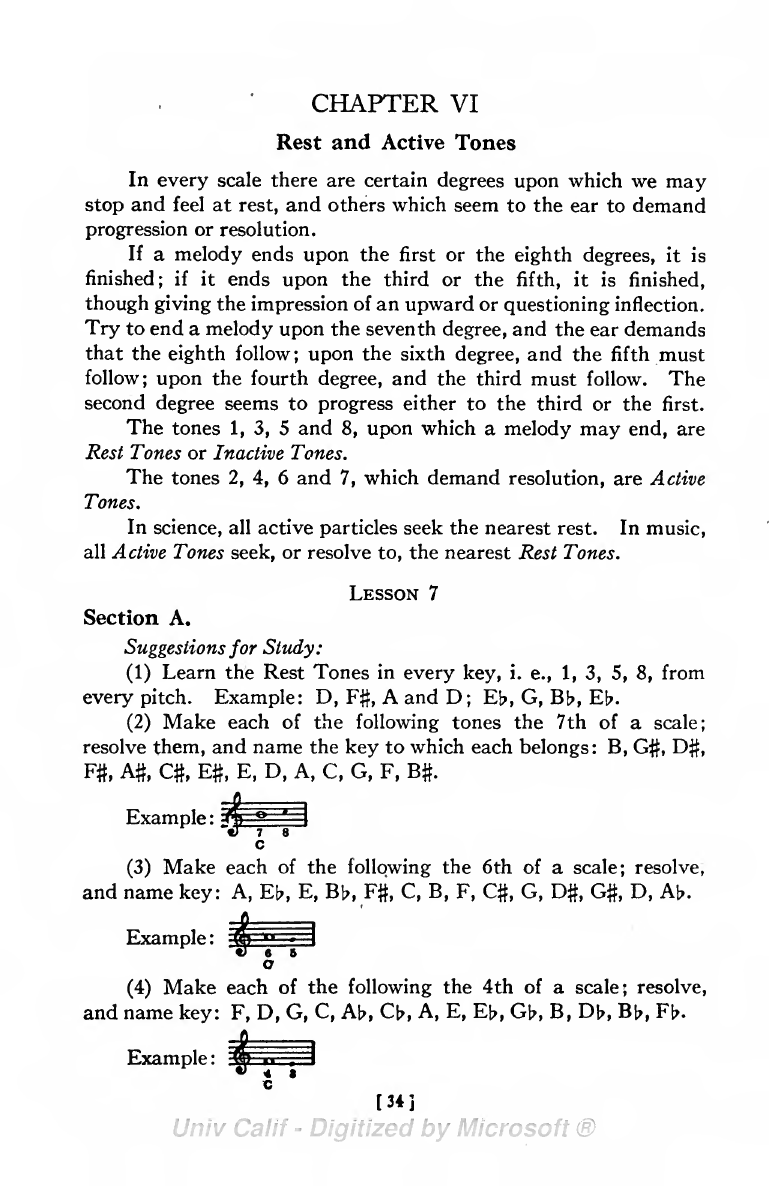 CHAPTER VI
Rest and Active Tones
In every scale there are certain degrees upon which we may
stop and feel at rest, and others which seem to the ear to demand
progression or resolution.
If a melody ends upon the first or the eighth degrees, it is
finished; if it ends upon the third or the fifth, it is finished,
though giving the impression of an upward or questioning inflection.
Try to end a melody upon the seventh degree, and the ear demands
that the eighth follow; upon the sixth degree, and the fifth must
follow; upon the fourth degree, and the third must follow. The
second degree seems to progress either to the third or the first.
The tones 1, 3, 5 and 8, upon which a melody may end, are
Rest Tones or Inactive Tones.
The tones 2, 4, 6 and 7, which demand resolution, are Active
Tones.
In science, all active particles seek the nearest rest. In music,
all Active Tones seek, or resolve to, the nearest Rest Tones.
LESSON 7
Section A.
Suggestions for Study:
(1) Learn the Rest Tones in every key, i. e., 1, 3, 5, 8, from
every pitch. Example: D, F♯, A and D; E♭, G, B♭, E♭.
(2) Make each of the following tones the 7th of a scale;
resolve them, and name the key to which each belongs: B, G♯, D♯,
F♯, A♯, C♯, E♯, E, D, A, C, G, F, B♯.
Example:
7 8
C
(3) Make each of the following the 6th of a scale; resolve,
and name key: A, E♭, E, B♭, F♯, C, B, F, C♯, G, D♯, G♯, D, A♭.
Example:
6 5
C
(4) Make each of the following the 4th of a scale; resolve,
and name key: F, D, G, C, A♭, C♭, A, E, E♭, G♭, B, D♭, B♭, F♭.
Example:
4 3
C
[34]
Univ Calif - Digitized by Microsoft ®